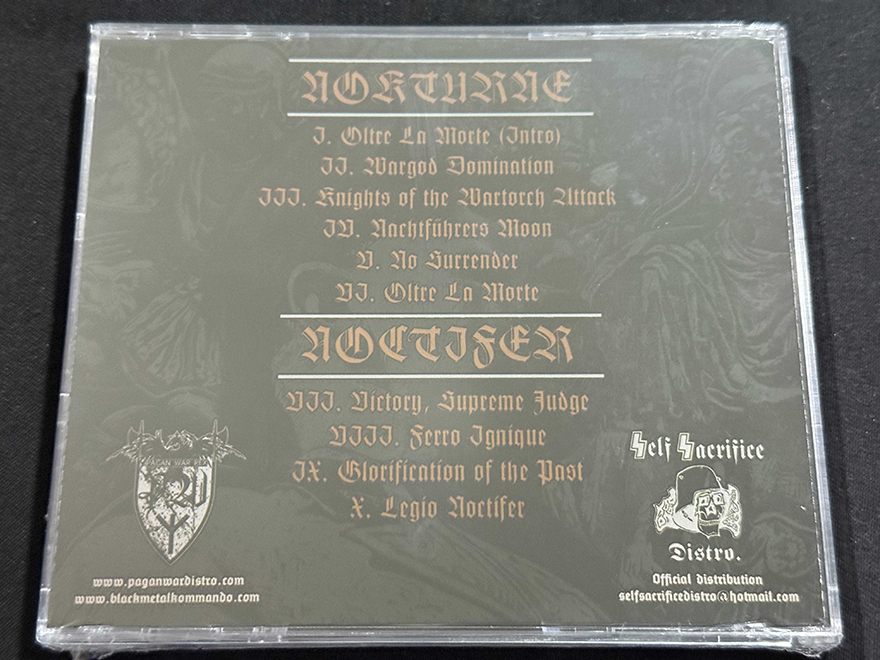 NOKTURNE
I. Oltre La Morte (Intro)
II. Wargod Domination
III. Knights of the Wartorch Attack
IV. Nachtführers Moon
V. No Surrender
VI. Oltre La Morte
NOCTIFER
VII. Victory, Supreme Judge
VIII. Ferro Ignique
IX. Glorification of the Past
X. Legio Noctifer
PAGAN WAR
www.paganwardistro.com
www.blackmetalkommando.com
Self Sacrifice
Distro.
Official distribution
selfsacrificedistro@hotmail.com